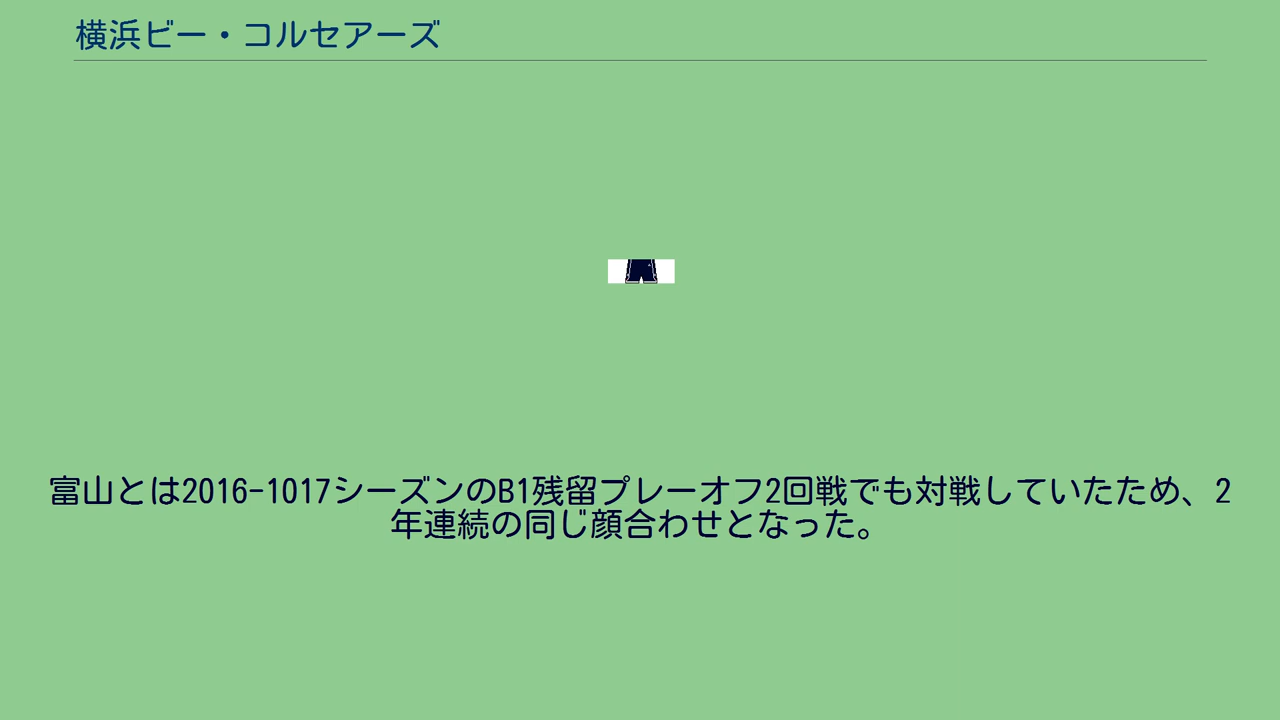 横浜ビー・コルセアーズ
富山とは2016-1017シーズンのB1残留プレーオフ2回戦でも対戦していたため、2
年連続の同じ顔合わせとなった。